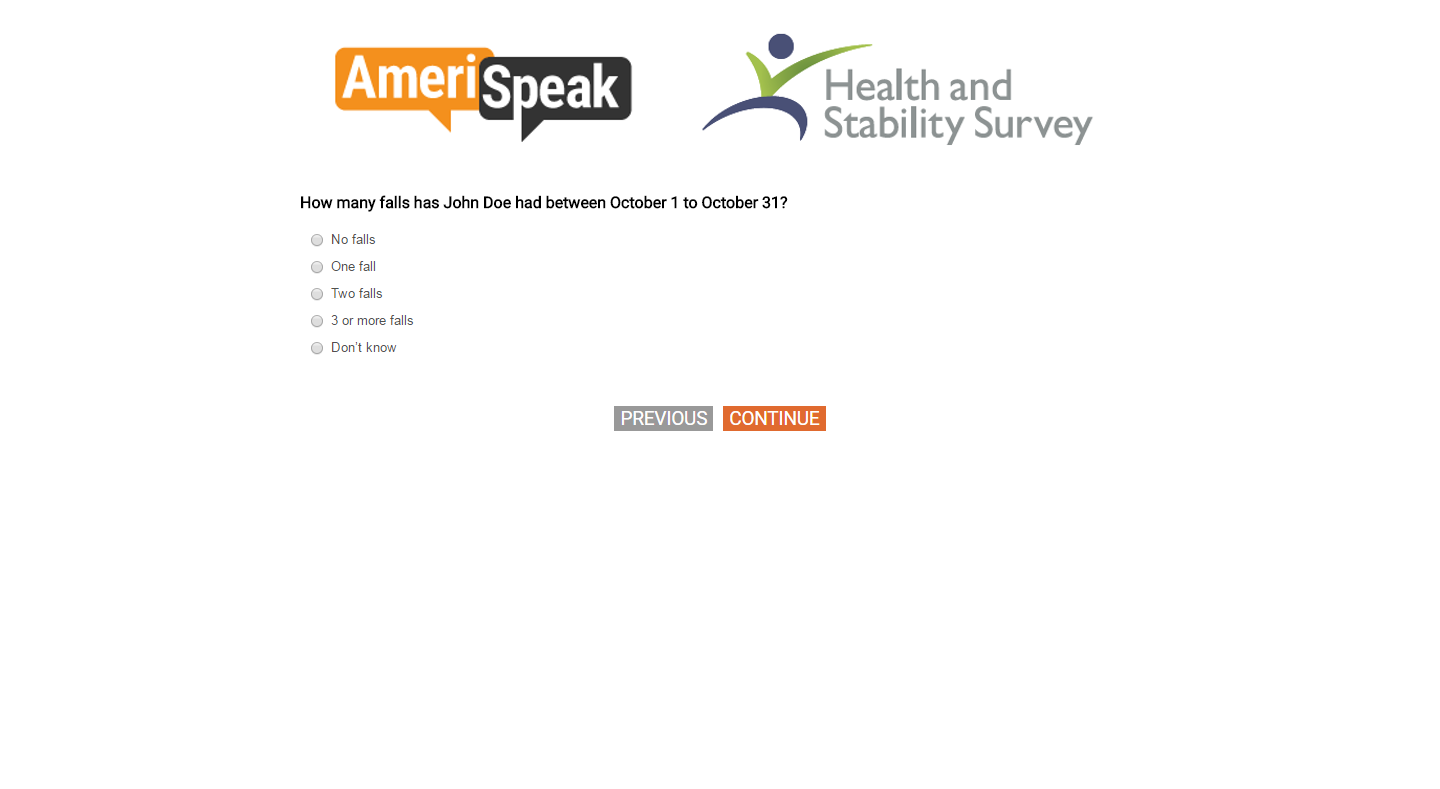 AmeriSpeak
Health and
Stability Survey
How many falls has John Doe had between October 1 to October 31?
No falls
One fall
Two falls
3 or more falls
Don't know
PREVIOUS CONTINUE